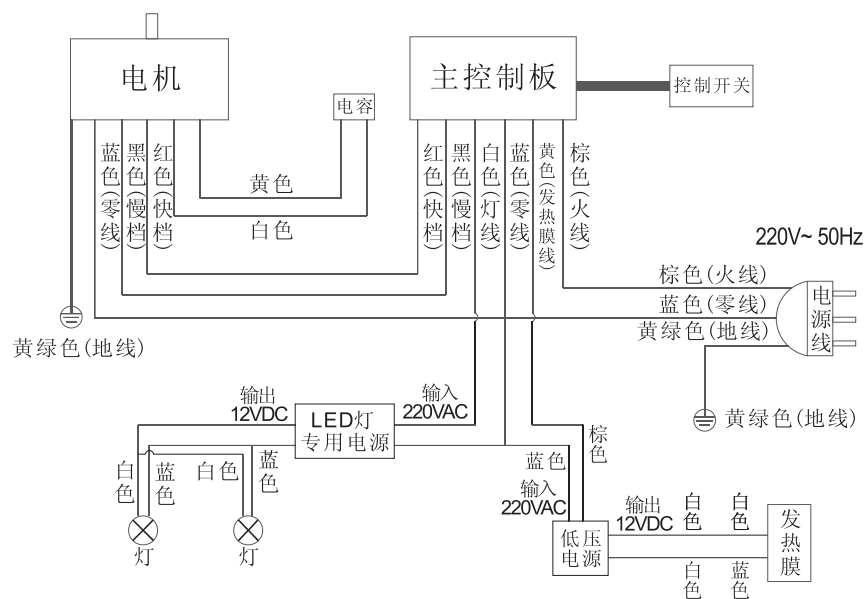 电机
主控制板
控制开关
电容
蓝色(零线)
黑色(慢档)
红色(快档)
黄色
白色
红色(快档)
黑色(慢档)
白色(灯线)
蓝色(零线)
黄色(发热膜线)
棕色(火线)
220V~ 50Hz
棕色(火线)
蓝色(零线)
黄绿色(地线)
电源线
黄绿色(地线)
黄绿色(地线)
输出
12VDC
LED灯
专用电源
输入
220VAC
白色
蓝色
白色
蓝色
灯
灯
蓝色
棕色
输入
220VAC
低压
电源
输出
12VDC
白色
白色
白色
蓝色
发热膜